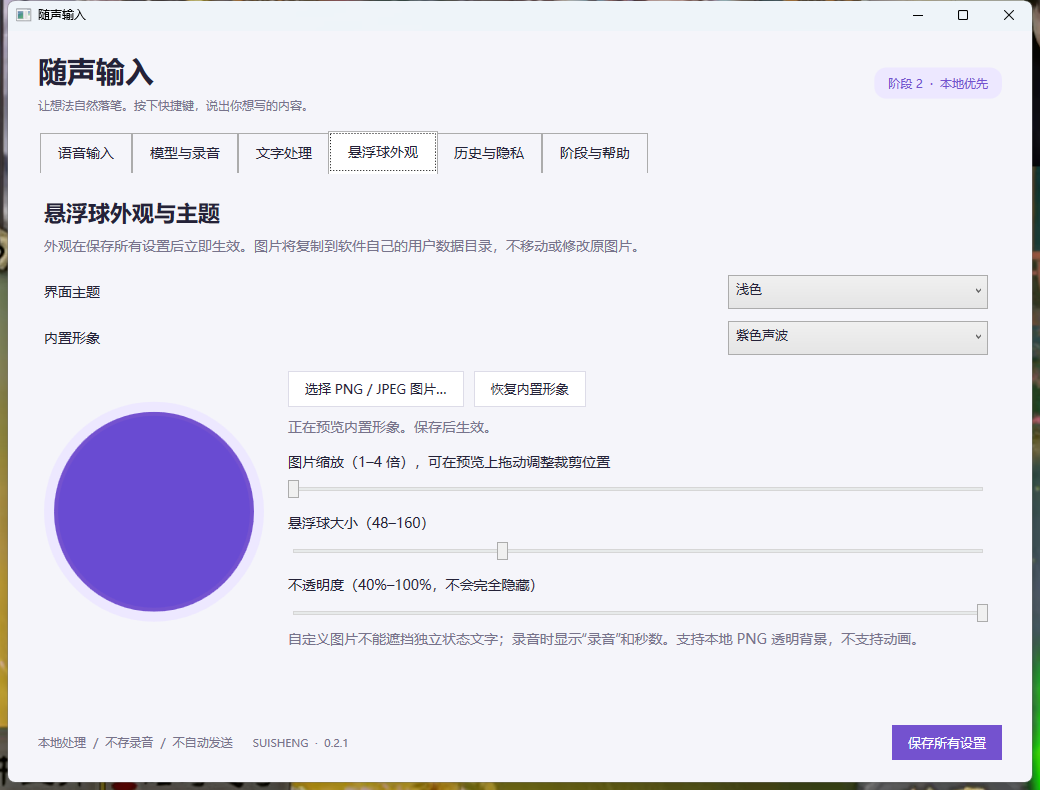 随声输入
随声输入
让想法自然落笔。按下快捷键，说出你想写的内容。
阶段 2 · 本地优先
语音输入 模型与录音 文字处理 悬浮球外观 历史与隐私 阶段与帮助
悬浮球外观与主题
外观在保存所有设置后立即生效。图片将复制到软件自己的用户数据目录，不移动或修改原图片。
界面主题 浅色
内置形象 紫色声波
选择 PNG / JPEG 图片... 恢复内置形象
正在预览内置形象。保存后生效。
图片缩放（1–4 倍），可在预览上拖动调整裁剪位置
悬浮球大小（48–160）
不透明度（40%–100%，不会完全隐藏）
自定义图片不能遮挡独立状态文字；录音时显示“录音”和秒数。支持本地 PNG 透明背景，不支持动画。
本地处理 / 不存录音 / 不自动发送 SUISHENG · 0.2.1
保存所有设置